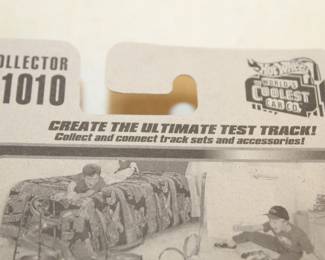 COLLECTOR
1010
Hot Wheels
WORLD'S
COOLEST
CAR CO.
CREATE THE ULTIMATE TEST TRACK!
Collect and connect track sets and accessories!